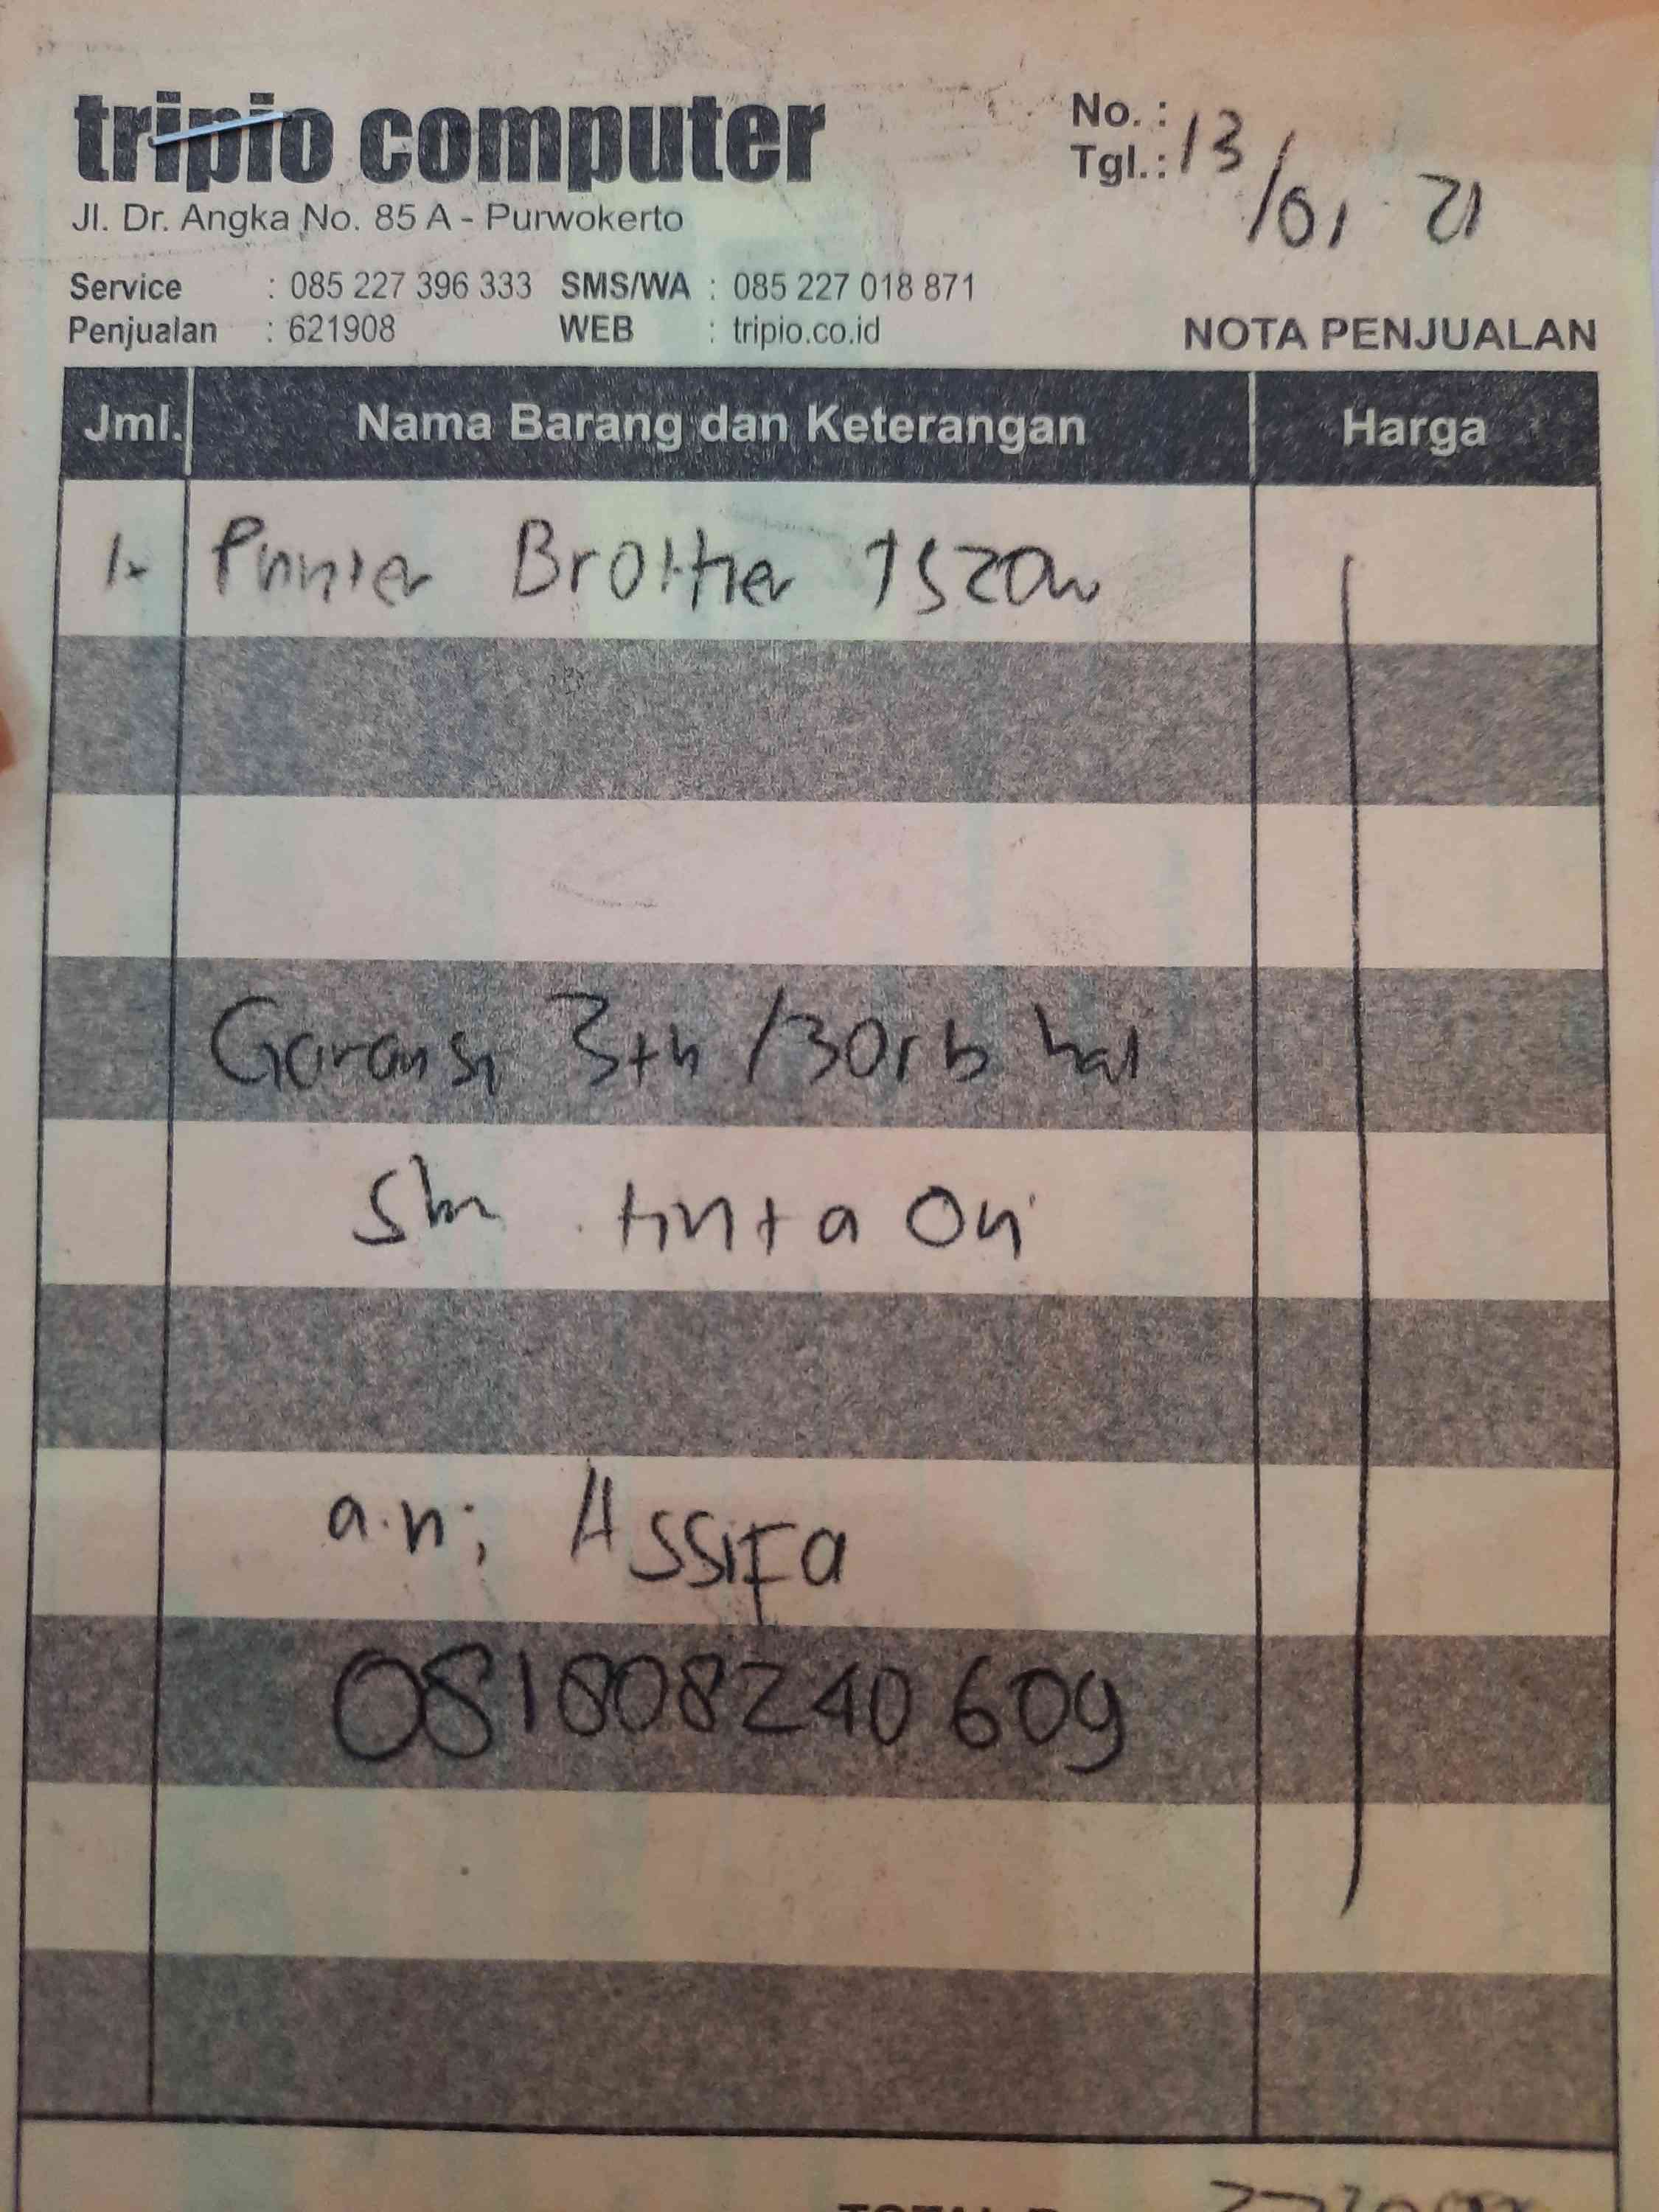 tripio computer
Jl. Dr. Angka No. 85 A - Purwokerto
No. :
Tgl.: 13/01 21
Service : 085 227 396 333 SMS/WA : 085 227 018 871
Penjualan : 621908 WEB : tripio.co.id
NOTA PENJUALAN
Jml. Nama Barang dan Keterangan Harga
1x Printer Brother T520w
Garansi 3th/30rb hal
Sbr tinta Ori
a.n; Assifa
081808240609